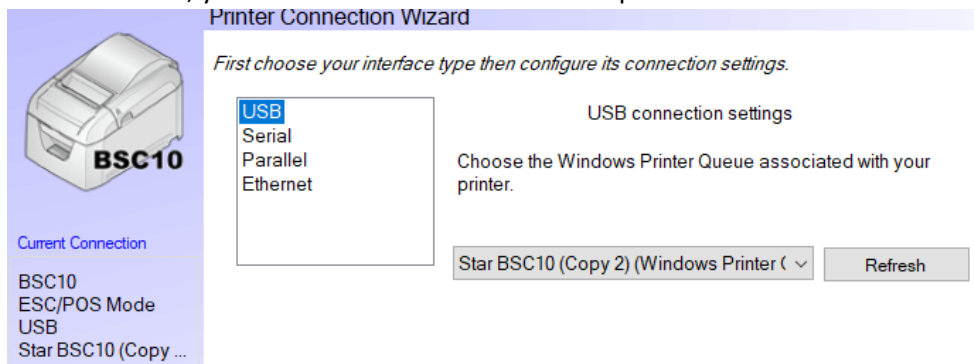 Printer Connection Wizard
First choose your interface type then configure its connection settings.
BSC10
USB
Serial
Parallel
Ethernet
USB connection settings
Choose the Windows Printer Queue associated with your
printer.
Star BSC10 (Copy 2) (Windows Printer (
Refresh
Current Connection
BSC10
ESC/POS Mode
USB
Star BSC10 (Copy ...